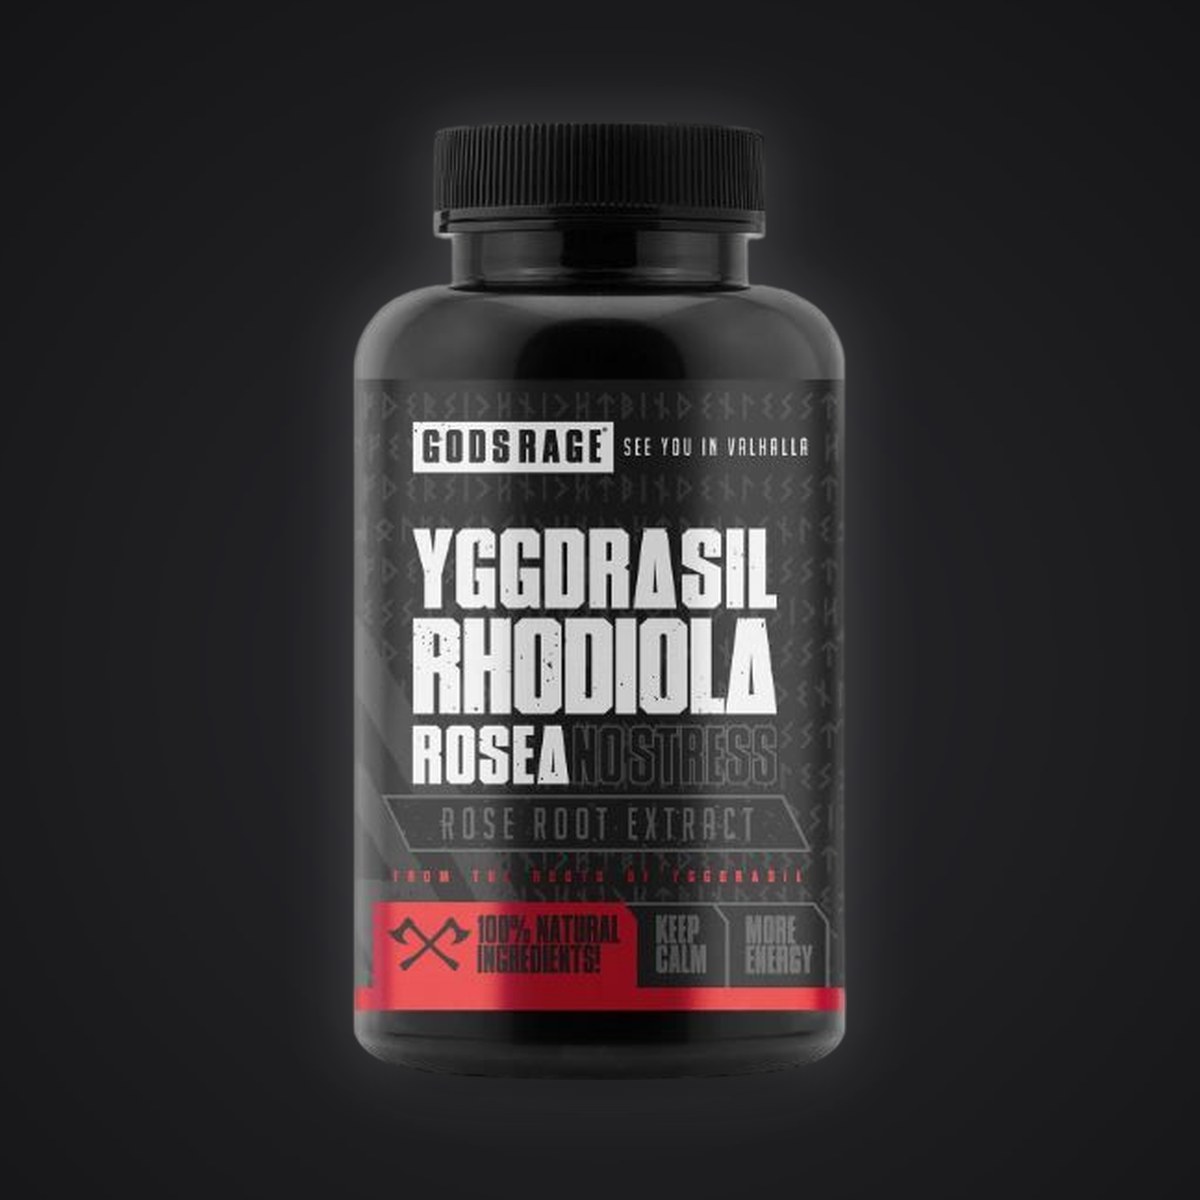 GODSRAGE® SEE YOU IN VALHALLA
YGGDRASIL
RHODIOLA
ROSEA NOSTRESS
ROSE ROOT EXTRACT
FROM THE ROOTS OF YGGDRASIL
100% NATURAL
INGREDIENTS!
KEEP
CALM
MORE
ENERGY